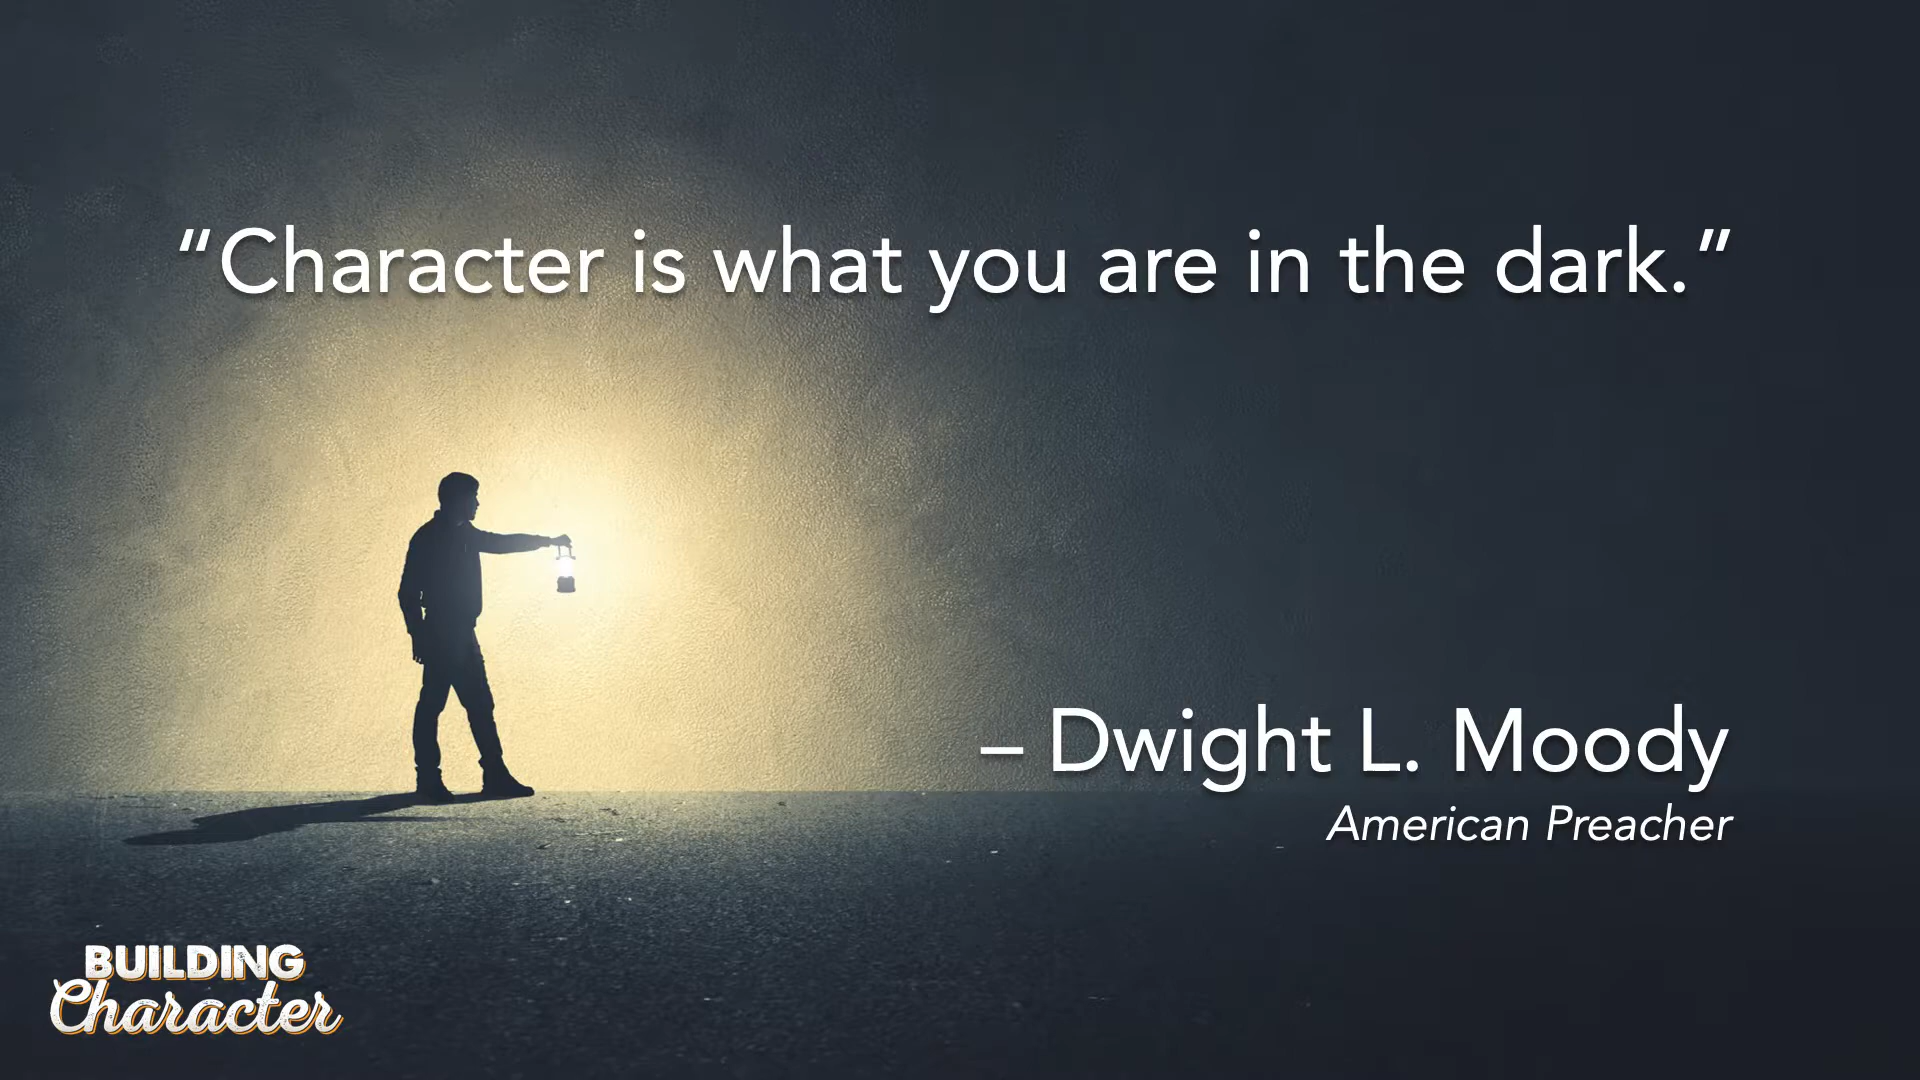 “Character is what you are in the dark.”
– Dwight L. Moody
American Preacher
BUILDING
Character